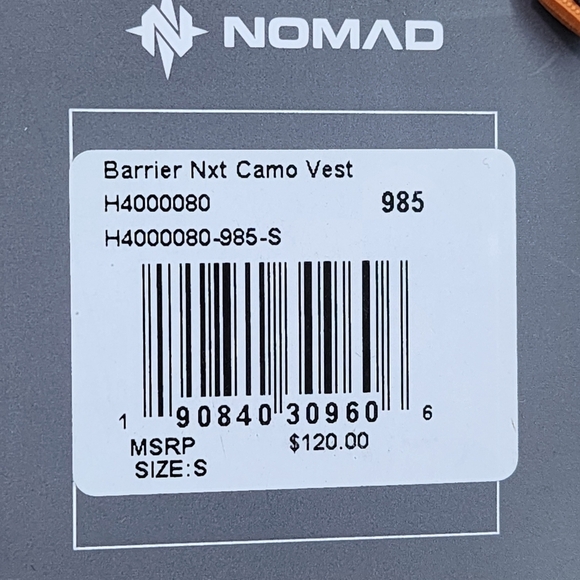 NOMAD
Barrier Nxt Camo Vest
H4000080 985
H4000080-985-S
1 90840 30960 6
MSRP $120.00
SIZE:S